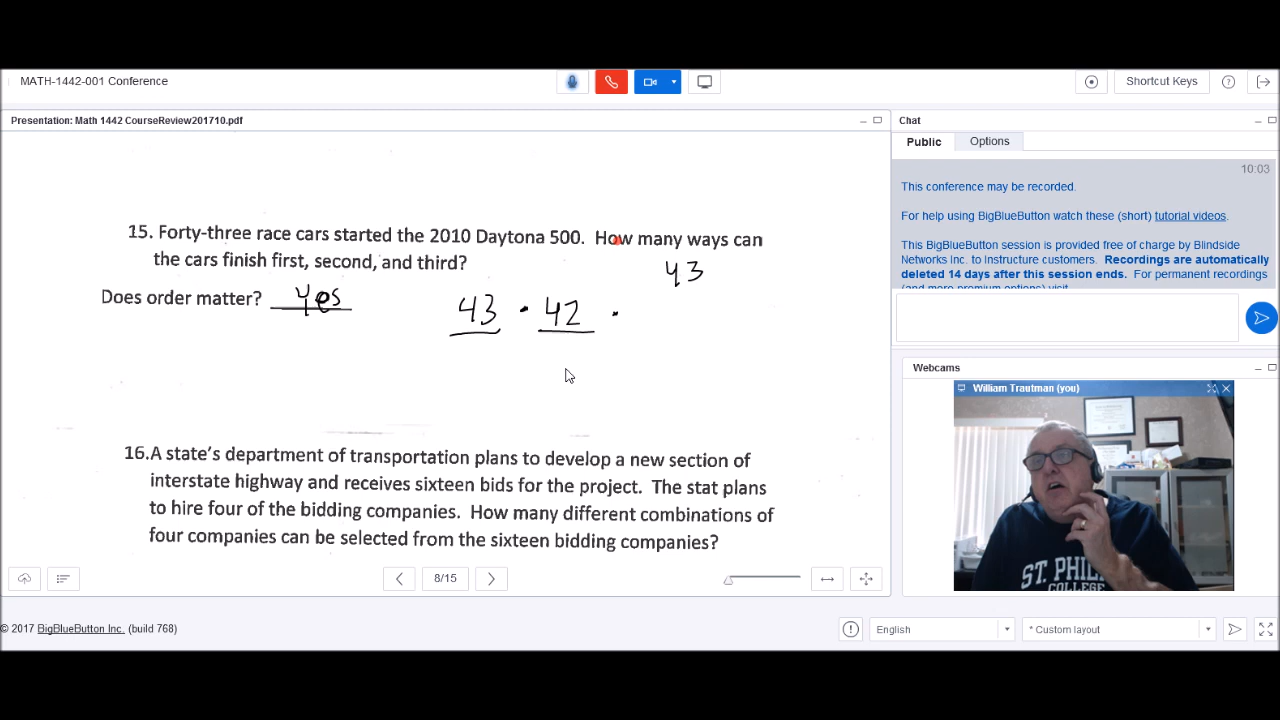 MATH-1442-001 Conference
Shortcut Keys
Presentation: Math 1442 CourseReview201710.pdf
15. Forty-three race cars started the 2010 Daytona 500. How many ways can
the cars finish first, second, and third?
43
Does order matter? yes
43 · 42 ·
16.A state's department of transportation plans to develop a new section of
interstate highway and receives sixteen bids for the project. The stat plans
to hire four of the bidding companies. How many different combinations of
four companies can be selected from the sixteen bidding companies?
8/15
Chat
Public Options
10:03
This conference may be recorded.
For help using BigBlueButton watch these (short) tutorial videos.
This BigBlueButton session is provided free of charge by Blindside
Networks Inc. to Instructure customers. Recordings are automatically
deleted 14 days after this session ends. For permanent recordings
(and more premium options) visit
Webcams
William Trautman (you)
ST. PHIL
COLLEGE
© 2017 BigBlueButton Inc. (build 768)
English
* Custom layout